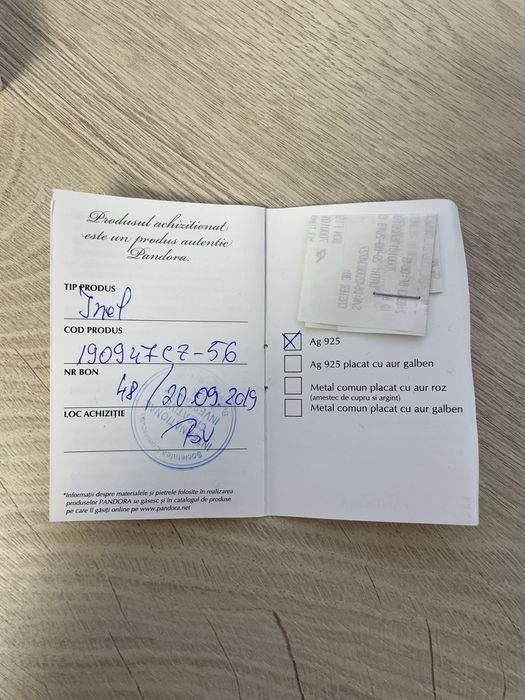 Produsul achizitionat
este un produs autentic
Pandora.
TIP PRODUS
Inel
COD PRODUS
190947CZ-56
NR BON
48 / 20.09.2019
LOC ACHIZIȚIE
BV
*Informații despre materialele și pietrele folosite în realizarea
produselor PANDORA se găsesc și în catalogul de produse
pe care îl găsiți online pe www.pandora.net
Ag 925
Ag 925 placat cu aur galben
Metal comun placat cu aur roz
(amestec de cupru si argint)
Metal comun placat cu aur galben